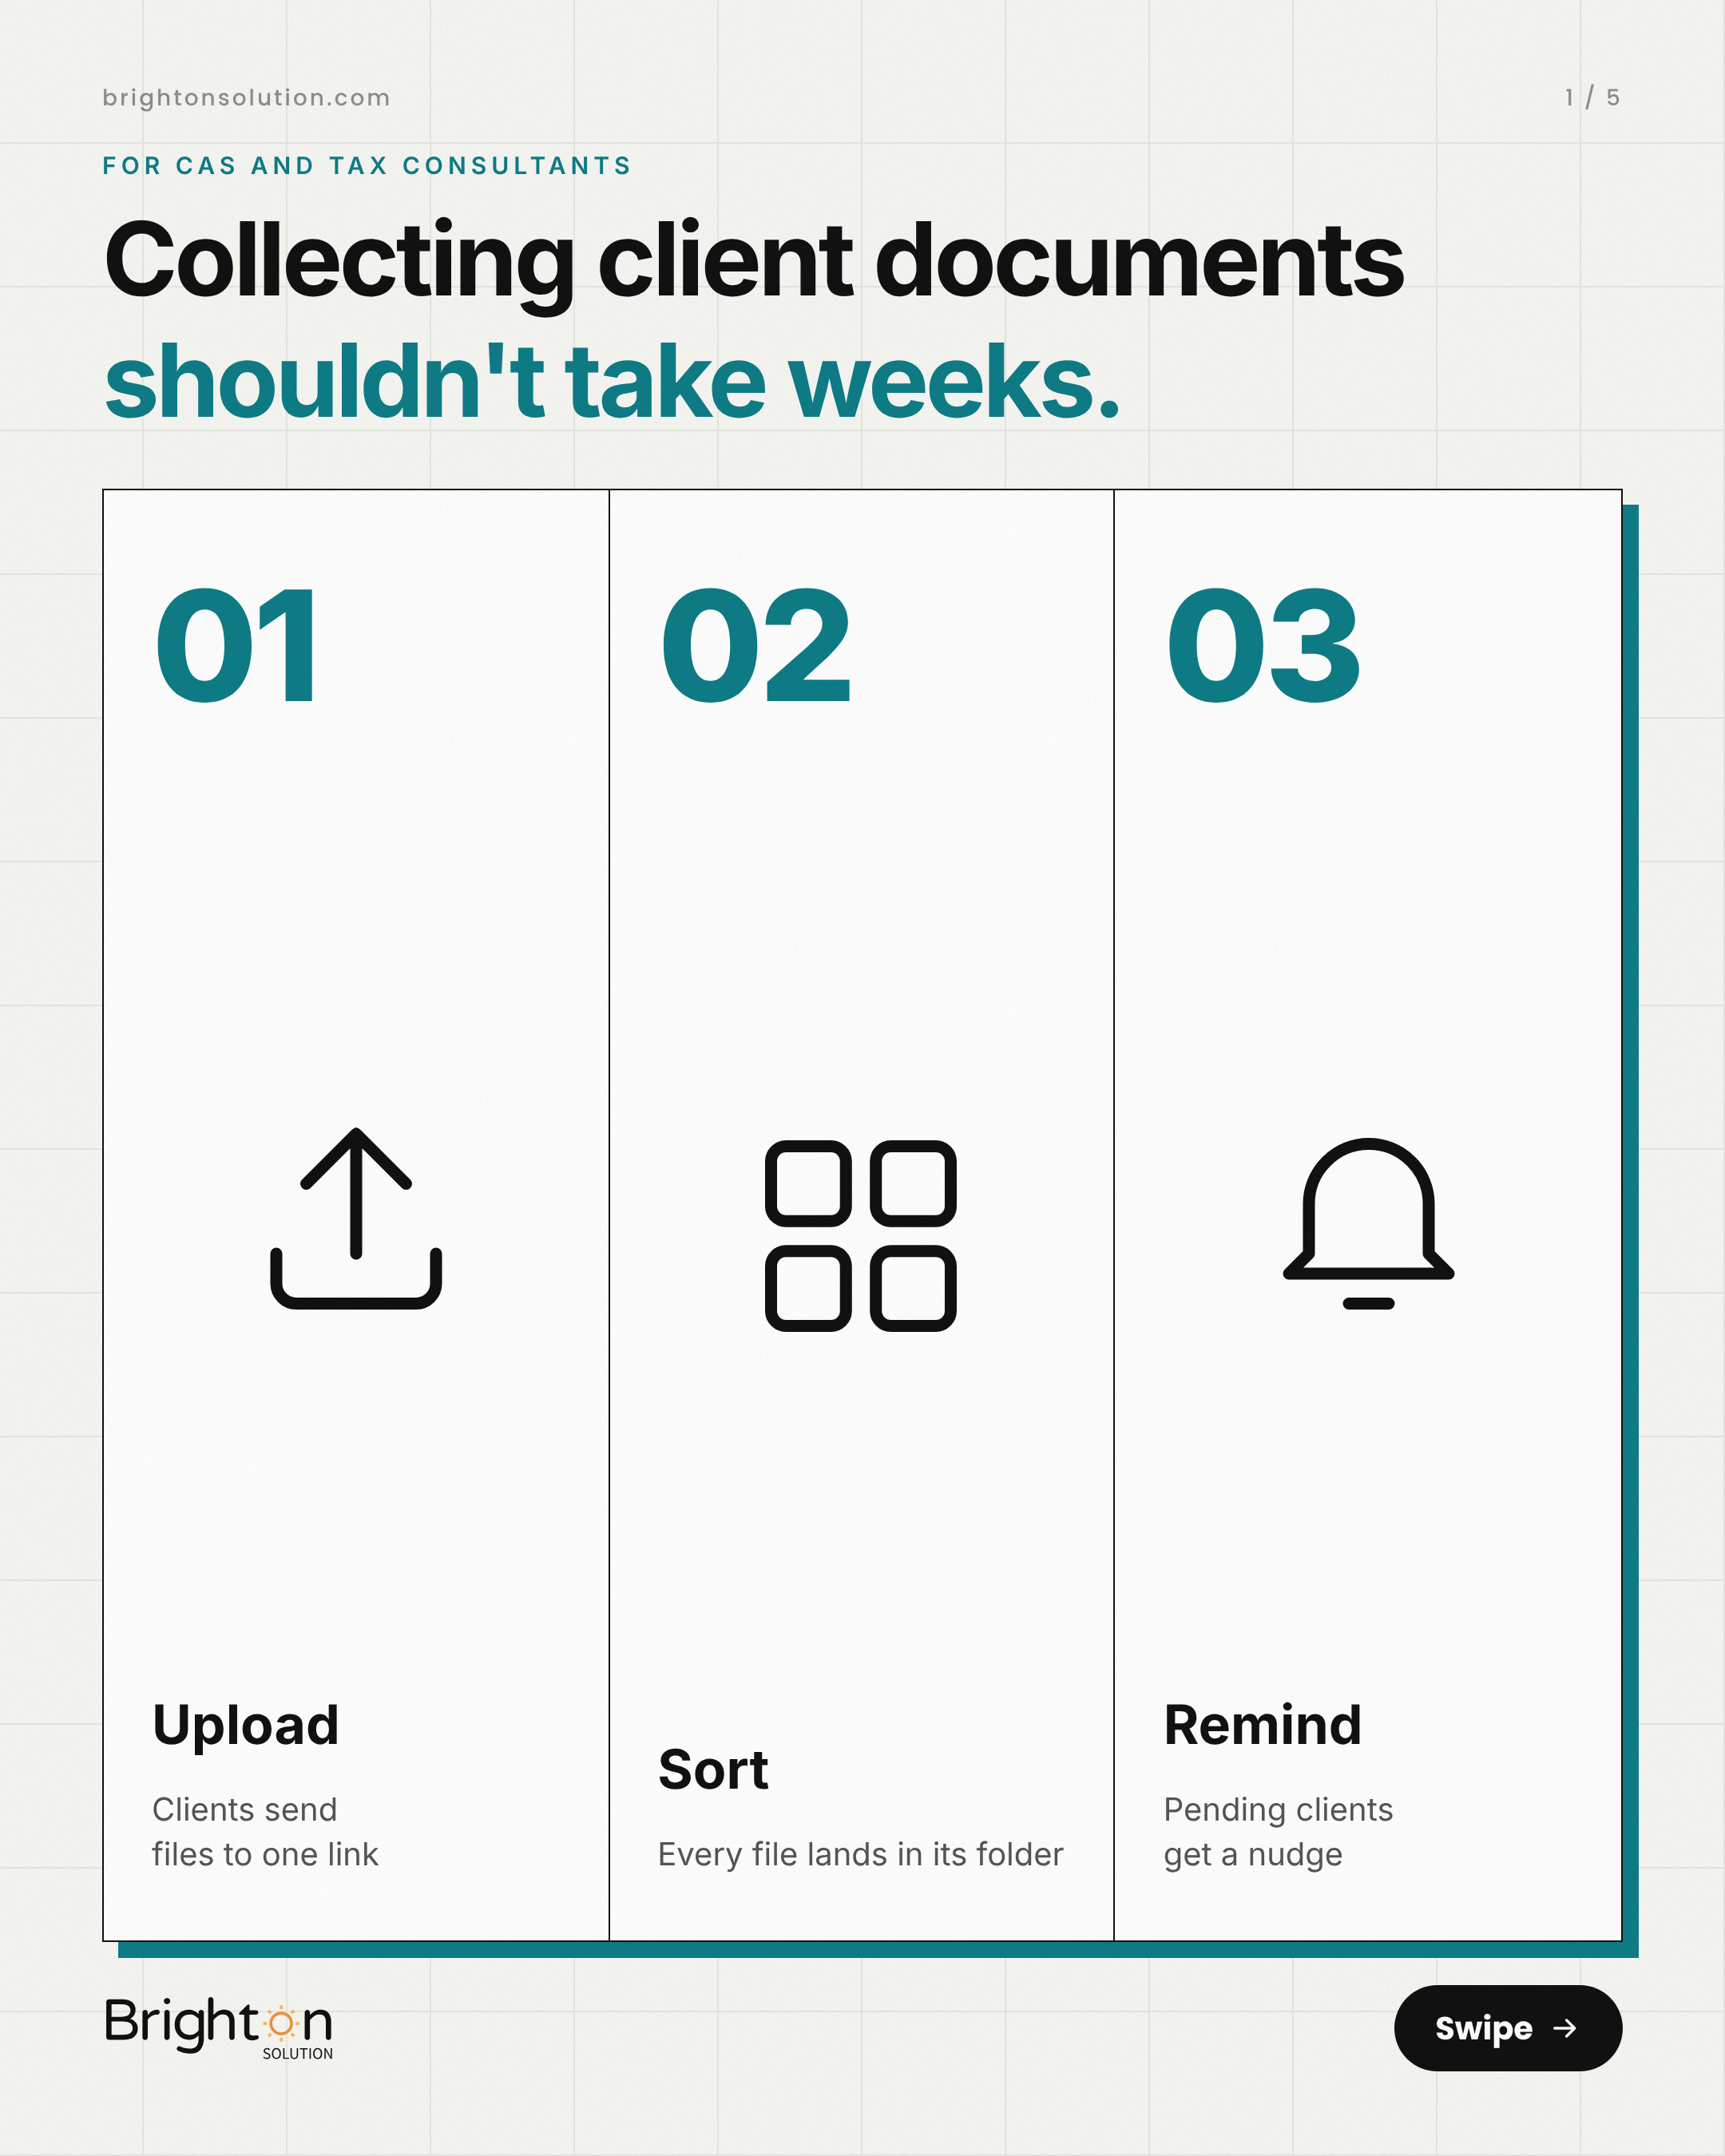 brightonsolution.com
1 / 5
FOR CAS AND TAX CONSULTANTS
Collecting client documents
shouldn't take weeks.
01
02
03
Upload
Clients send
files to one link
Sort
Every file lands in its folder
Remind
Pending clients
get a nudge
Brighton
SOLUTION
Swipe →